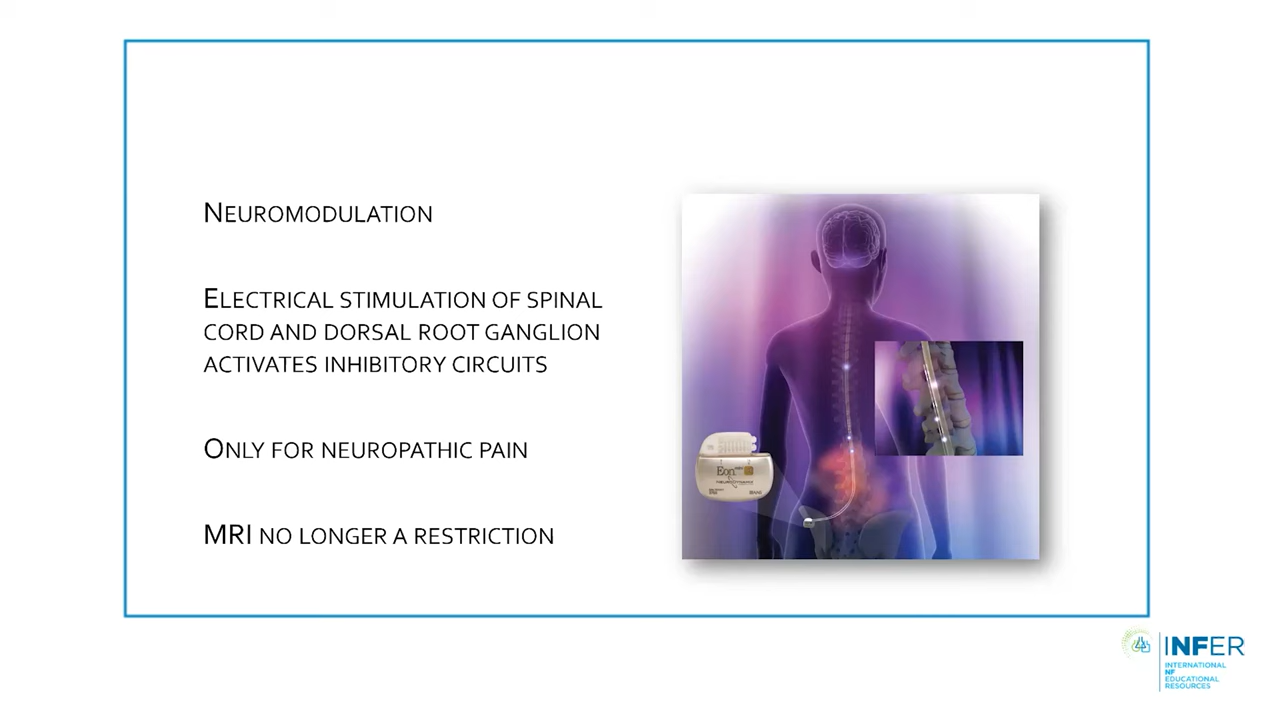 NEUROMODULATION
ELECTRICAL STIMULATION OF SPINAL
CORD AND DORSAL ROOT GANGLION
ACTIVATES INHIBITORY CIRCUITS
ONLY FOR NEUROPATHIC PAIN
MRI NO LONGER A RESTRICTION
Eon
INFER
INTERNATIONAL
NF
EDUCATIONAL
RESOURCES